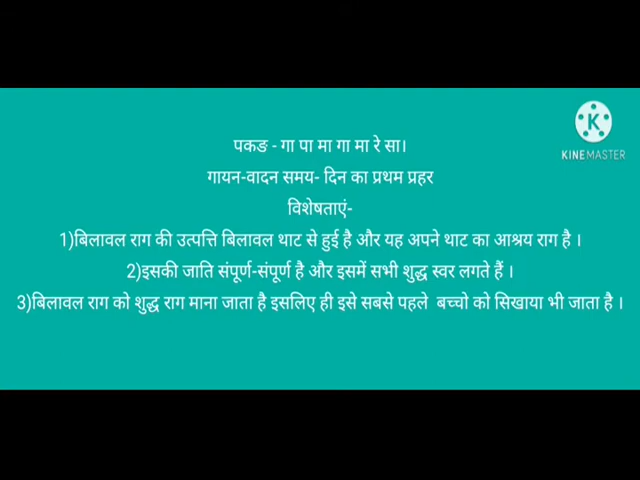 पकङ - गा पा मा गा मा रे सा।
गायन-वादन समय- दिन का प्रथम प्रहर
विशेषताएं-
1)बिलावल राग की उत्पत्ति बिलावल थाट से हुई है और यह अपने थाट का आश्रय राग है ।
2)इसकी जाति संपूर्ण-संपूर्ण है और इसमें सभी शुद्ध स्वर लगते हैं ।
3)बिलावल राग को शुद्ध राग माना जाता है इसलिए ही इसे सबसे पहले बच्चो को सिखाया भी जाता है ।
K
KINEMASTER